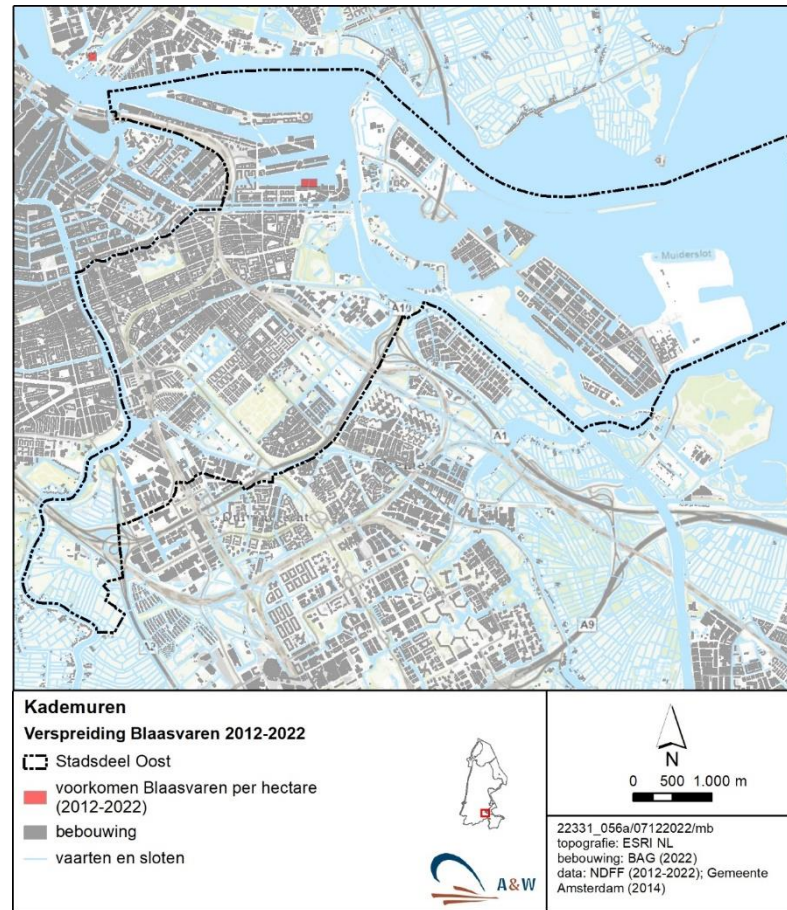 Muiderslot
A10
A1
A9
A2
Kademuren
Verspreiding Blaasvaren 2012-2022
Stadsdeel Oost
voorkomen Blaasvaren per hectare
(2012-2022)
bebouwing
vaarten en sloten
A&W
N
0 500 1.000 m
22331_056a/07122022/mb
topografie: ESRI NL
bebouwing: BAG (2022)
data: NDFF (2012-2022); Gemeente
Amsterdam (2014)